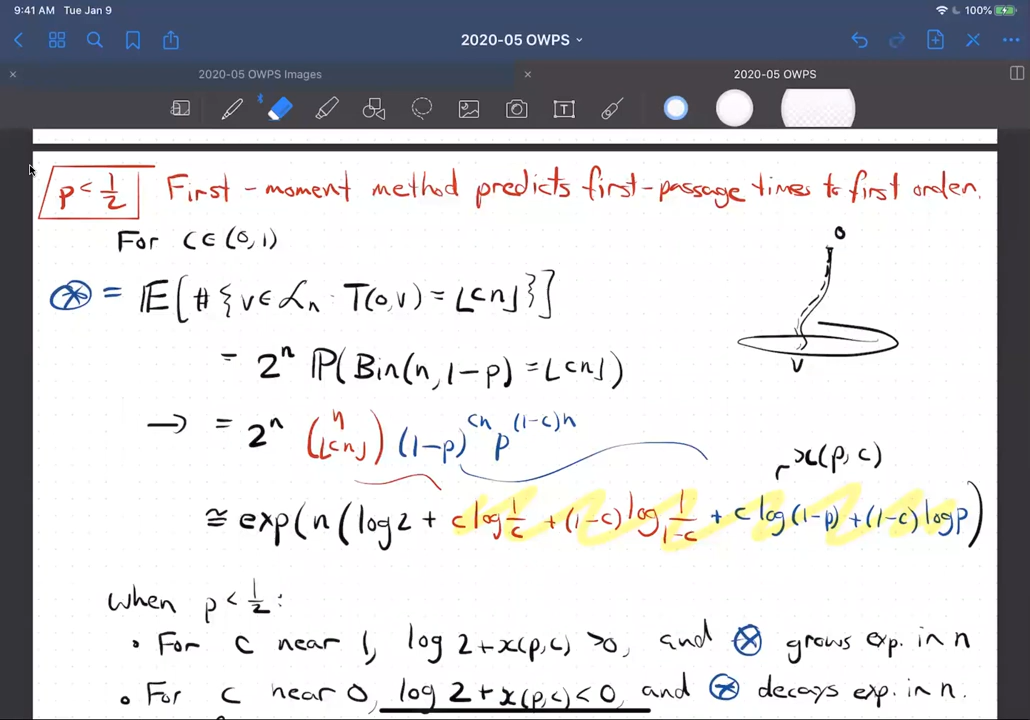 9:41 AM Tue Jan 9
100%
2020-05 OWPS
2020-05 OWPS Images
2020-05 OWPS
p < 1/2 First-moment method predicts first-passage times to first order.
For c ∈ (0,1)
⊛ = 𝔼[#{v ∈ 𝓛n : T(0,v) = ⌊cn⌋}]
= 2^n ℙ(Bin(n, 1-p) = ⌊cn⌋)
→ = 2^n (n ⌊cn⌋) (1-p)^cn p^(1-c)n
x(p,c)
≅ exp(n(log 2 + c log 1/c + (1-c) log 1/1-c + c log(1-p) + (1-c) log p)
0
v
When p < 1/2:
• For c near 1, log 2 + x(p,c) > 0, and ⊛ grows exp. in n
• For c near 0, log 2 + x(p,c) < 0, and ⊛ decays exp. in n.